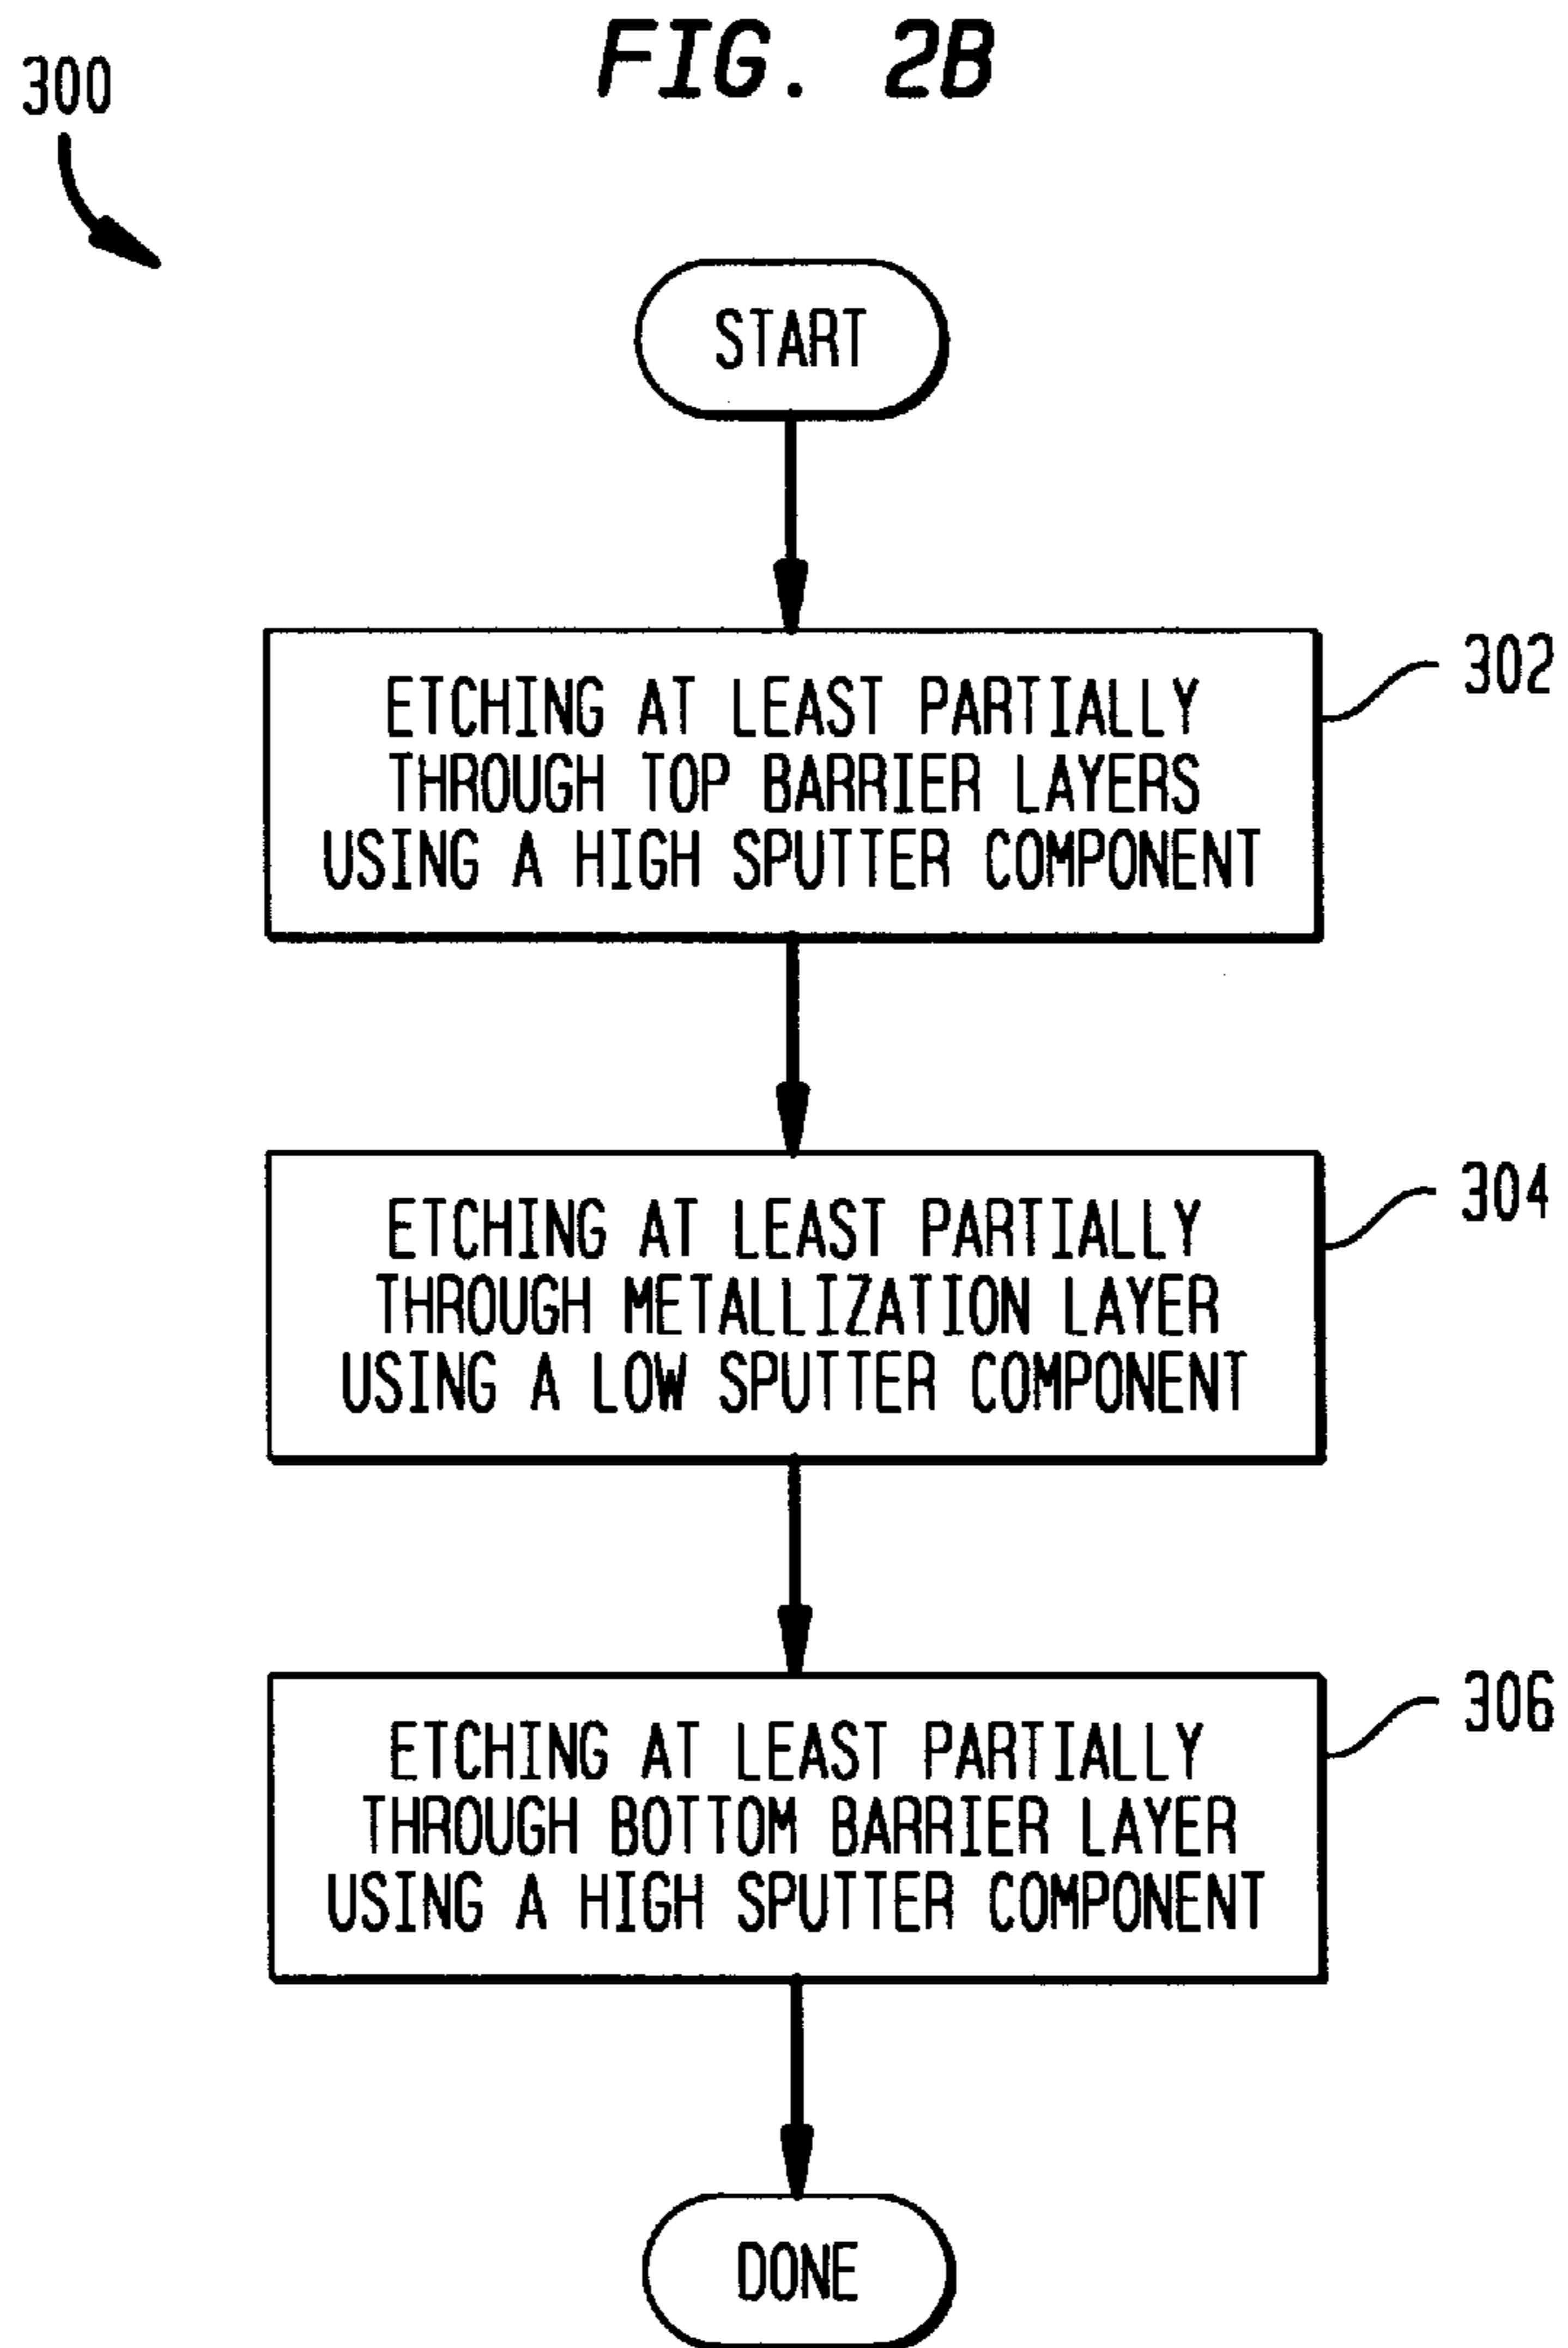 FIG. 2B
300
START
ETCHING AT LEAST PARTIALLY
THROUGH TOP BARRIER LAYERS
USING A HIGH SPUTTER COMPONENT
302
ETCHING AT LEAST PARTIALLY
THROUGH METALLIZATION LAYER
USING A LOW SPUTTER COMPONENT
304
ETCHING AT LEAST PARTIALLY
THROUGH BOTTOM BARRIER LAYER
USING A HIGH SPUTTER COMPONENT
306
DONE